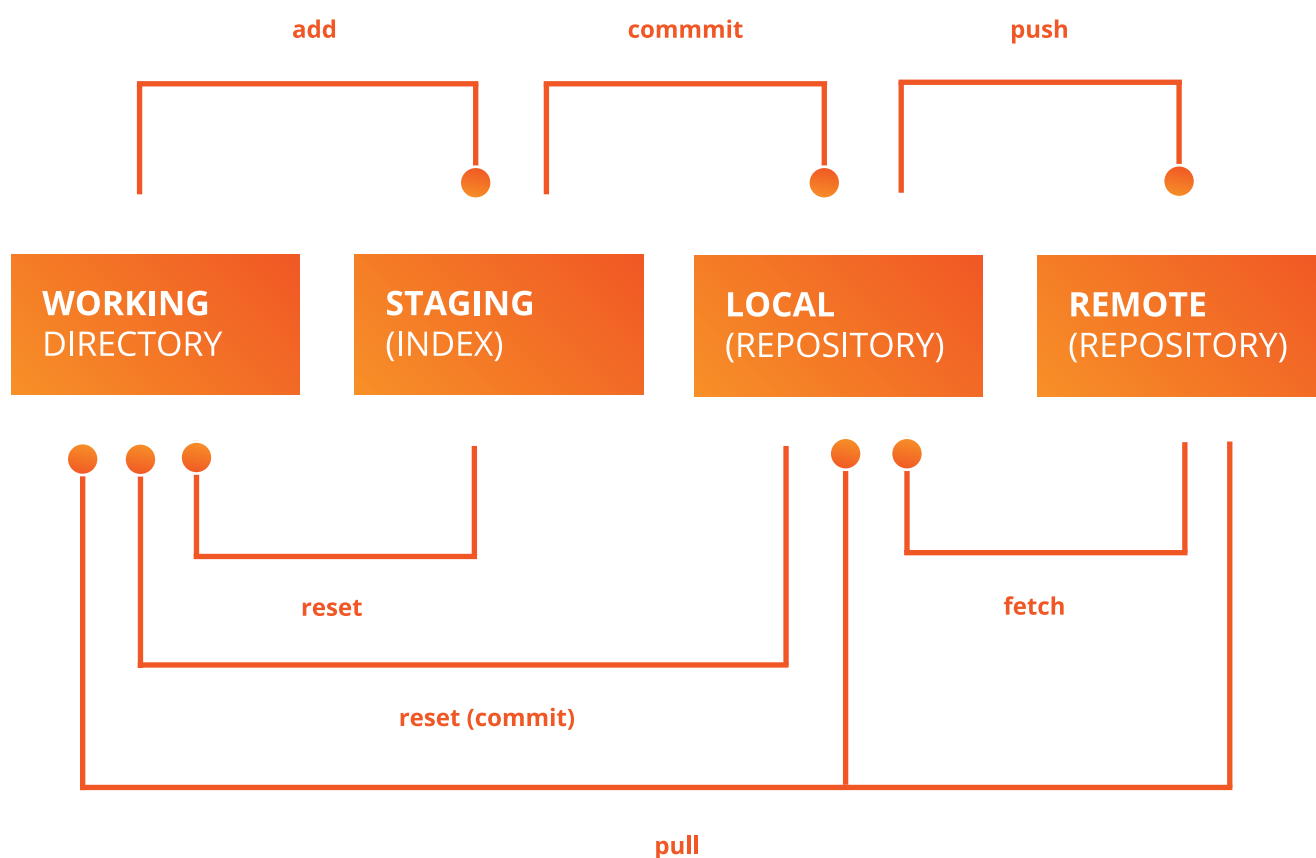 add
commmit
push
WORKING
DIRECTORY
STAGING
(INDEX)
LOCAL
(REPOSITORY)
REMOTE
(REPOSITORY)
reset
fetch
reset (commit)
pull